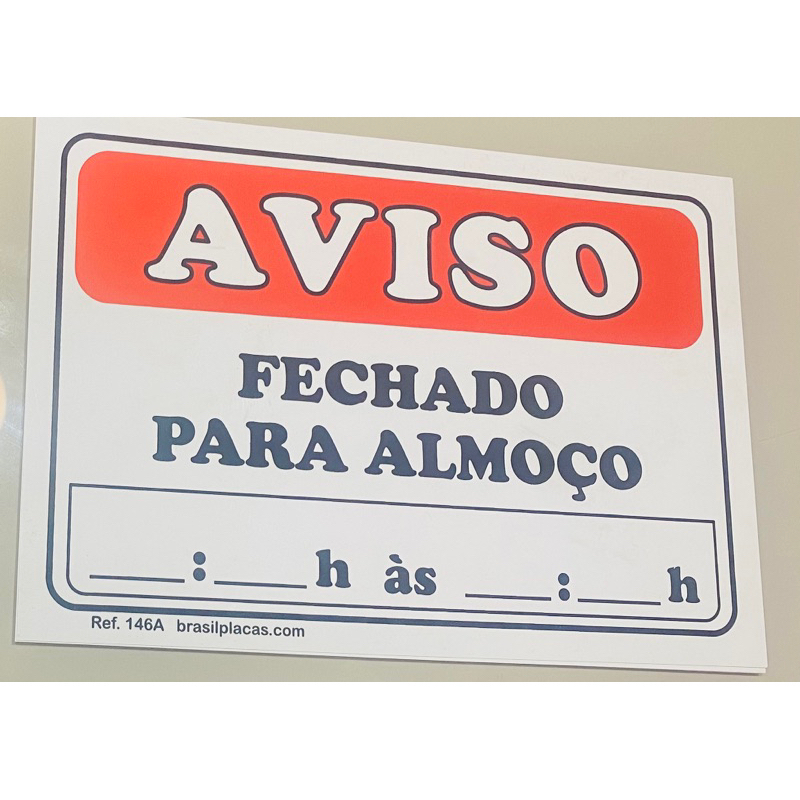 AVISO
FECHADO
PARA ALMOÇO
____:____h às ____:____h
Ref. 146A brasilplacas.com